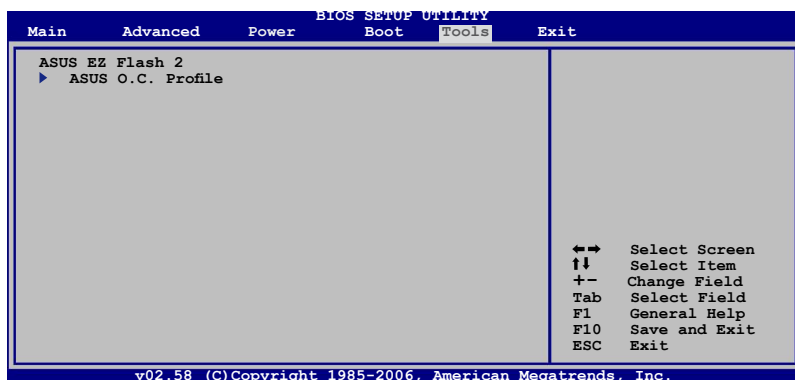 BIOS SETUP UTILITY
Main Advanced Power Boot Tools Exit
ASUS EZ Flash 2
ASUS O.C. Profile
←→ Select Screen
↑↓ Select Item
+- Change Field
Tab Select Field
F1 General Help
F10 Save and Exit
ESC Exit
v02.58 (C)Copyright 1985-2006, American Megatrends, Inc.